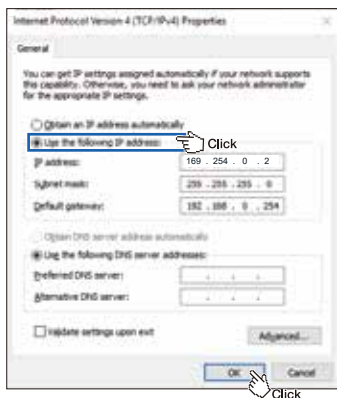 Internet Protocol Version 4 (TCP/IPv4) Properties
General
You can get IP settings assigned automatically if your network supports
this capability. Otherwise, you need to ask your network administrator
for the appropriate IP settings.
Obtain an IP address automatically
Use the following IP address:
Click
IP address: 169 . 254 . 0 . 2
Subnet mask: 255 . 255 . 255 . 0
Default gateway: 192 . 168 . 0 . 254
Obtain DNS server address automatically
Use the following DNS server addresses:
Preferred DNS server: . . .
Alternative DNS server: . . .
Validate settings upon exit
Advanced...
OK Cancel
Click